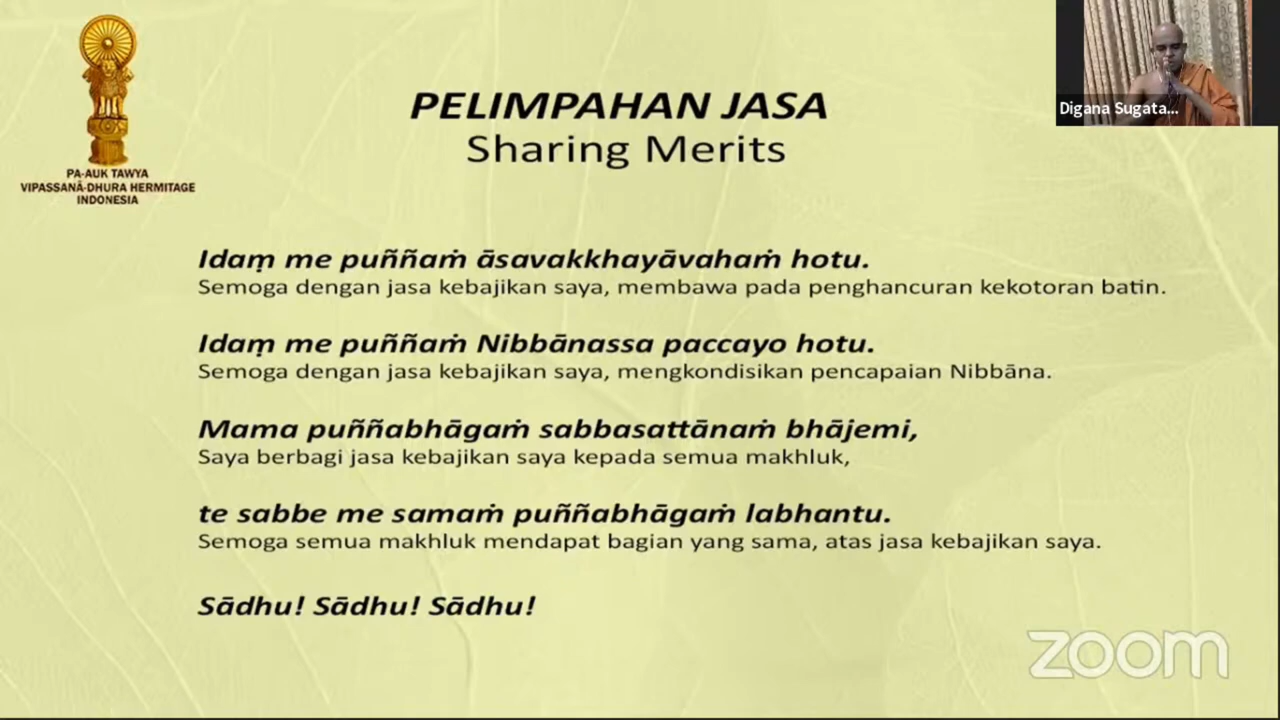 PA-AUK TAWYA
VIPASSANĀ-DHURA HERMITAGE
INDONESIA
PELIMPAHAN JASA
Sharing Merits
Digana Sugata...
Idaṃ me puññaṁ āsavakkhayāvahaṁ hotu.
Semoga dengan jasa kebajikan saya, membawa pada penghancuran kekotoran batin.
Idaṃ me puññaṁ Nibbānassa paccayo hotu.
Semoga dengan jasa kebajikan saya, mengkondisikan pencapaian Nibbāna.
Mama puññabhāgaṁ sabbasattānaṁ bhājemi,
Saya berbagi jasa kebajikan saya kepada semua makhluk,
te sabbe me samaṁ puññabhāgaṁ labhantu.
Semoga semua makhluk mendapat bagian yang sama, atas jasa kebajikan saya.
Sādhu! Sādhu! Sādhu!
zoom